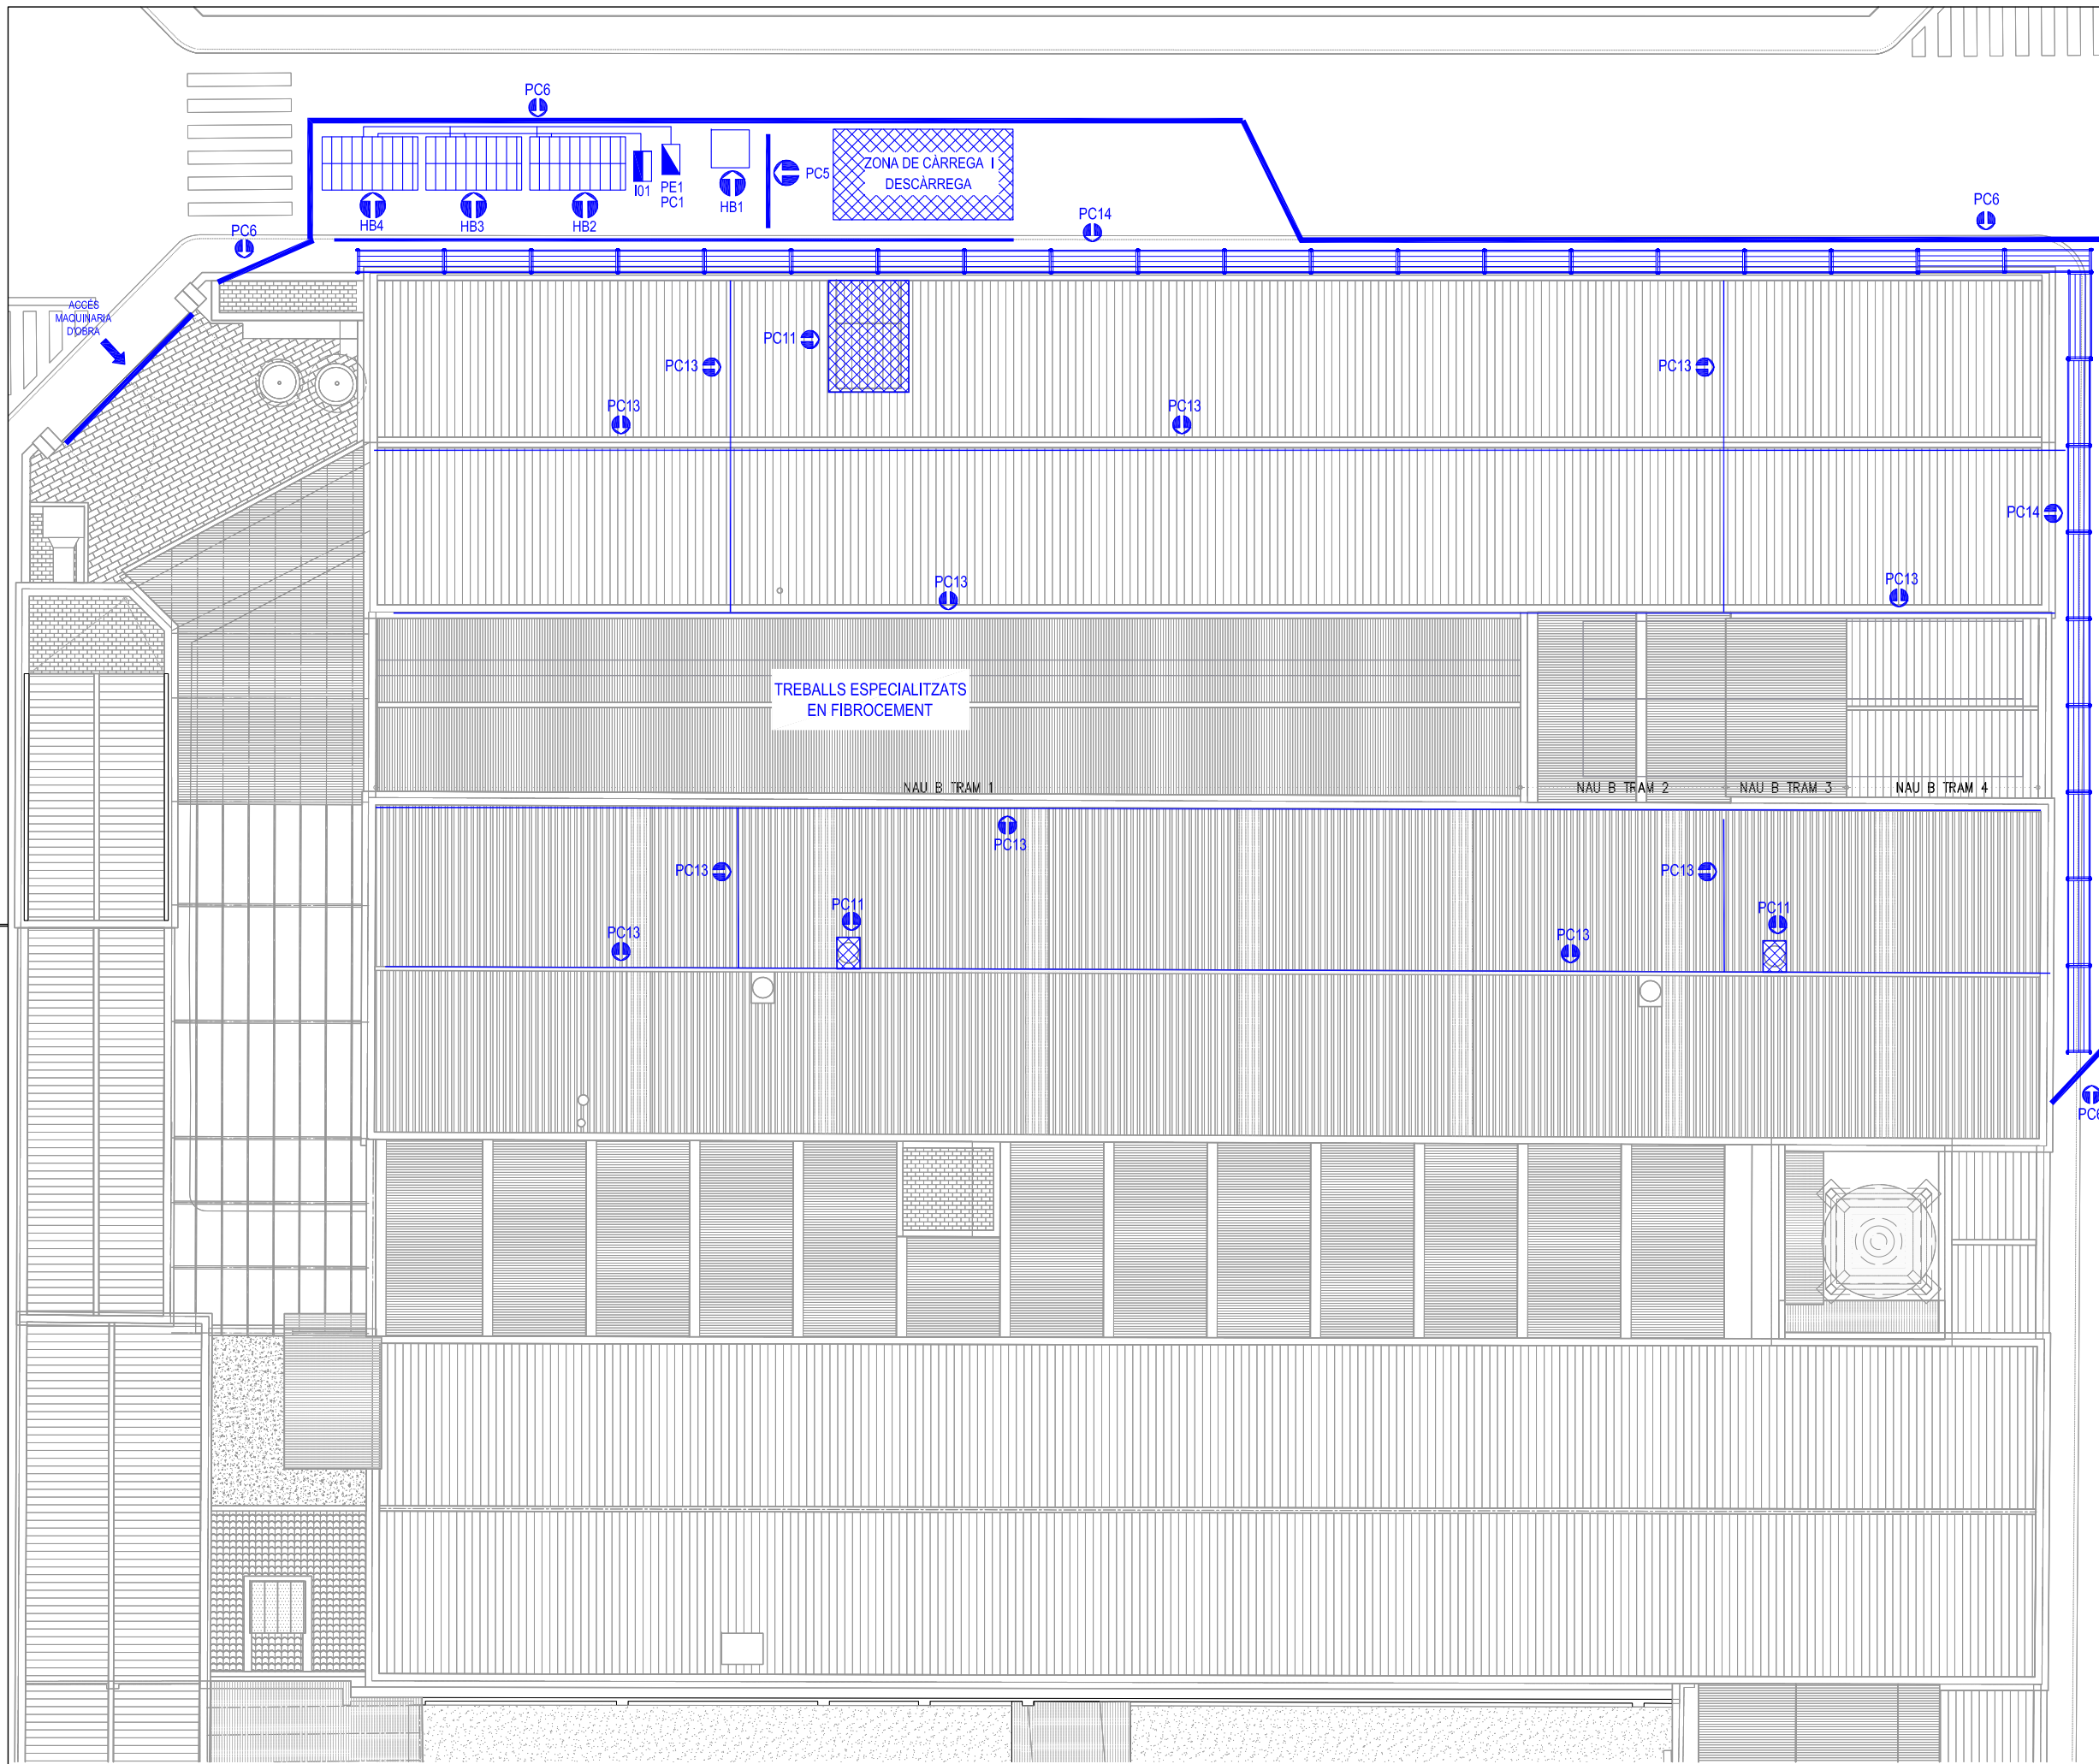 PC6
ZONA DE CÀRREGA I
DESCÀRREGA
PC5
I01
PE1
PC1
HB1
HB4
HB3
HB2
PC14
PC6
PC6
ACCÉS
MAQUINARIA
D'OBRA
PC11
PC13
PC13
PC13
PC13
PC14
PC13
PC13
TREBALLS ESPECIALITZATS
EN FIBROCEMENT
NAU B TRAM 1
NAU B TRAM 2
NAU B TRAM 3
NAU B TRAM 4
PC13
PC13
PC13
PC11
PC11
PC13
PC13
PC6